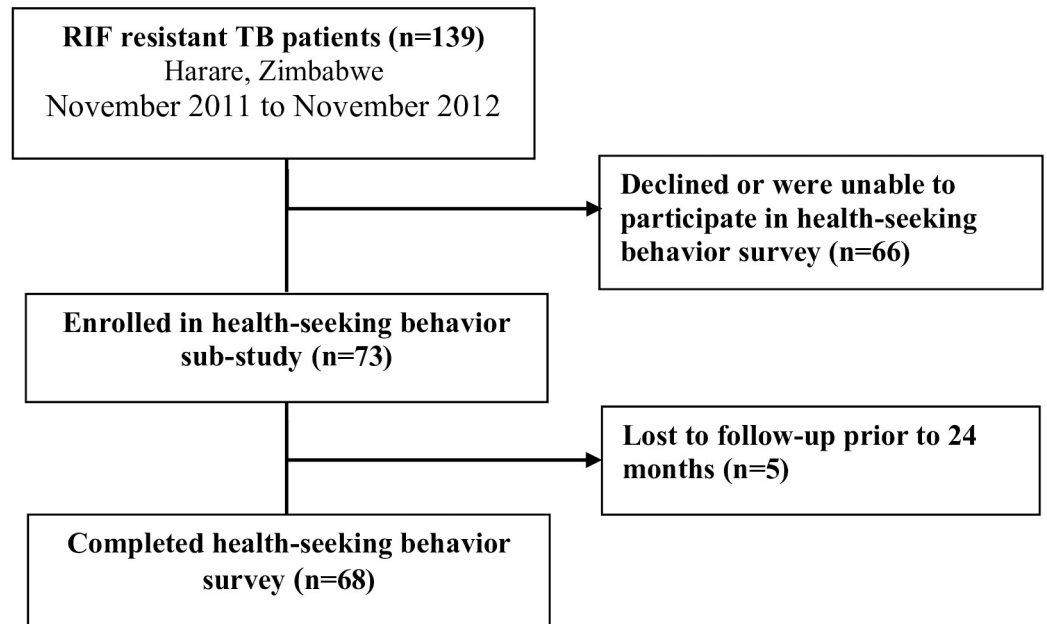 RIF resistant TB patients (n=139)
Harare, Zimbabwe
November 2011 to November 2012
Declined or were unable to
participate in health-seeking
behavior survey (n=66)
Enrolled in health-seeking behavior
sub-study (n=73)
Lost to follow-up prior to 24
months (n=5)
Completed health-seeking behavior
survey (n=68)